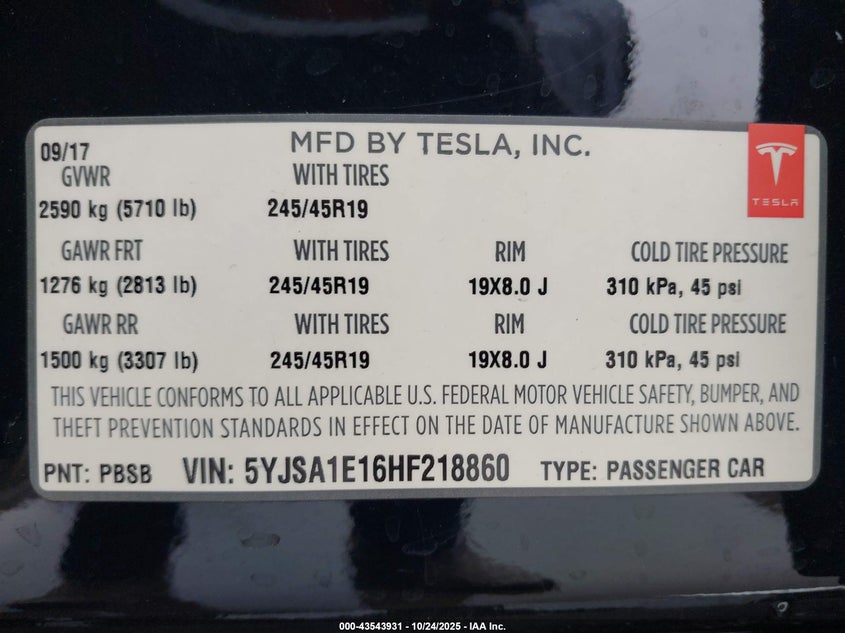 09/17 MFD BY TESLA, INC.
GVWR WITH TIRES
TESLA
2590 kg (5710 lb) 245/45R19
GAWR FRT WITH TIRES RIM COLD TIRE PRESSURE
1276 kg (2813 lb) 245/45R19 19X8.0 J 310 kPa, 45 psi
GAWR RR WITH TIRES RIM COLD TIRE PRESSURE
1500 kg (3307 lb) 245/45R19 19X8.0 J 310 kPa, 45 psi
THIS VEHICLE CONFORMS TO ALL APPLICABLE U.S. FEDERAL MOTOR VEHICLE SAFETY, BUMPER, AND
THEFT PREVENTION STANDARDS IN EFFECT ON THE DATE OF MANUFACTURE SHOWN ABOVE.
PNT: PBSB VIN: 5YJSA1E16HF218860 TYPE: PASSENGER CAR
000-43543931 - 10/24/2025 - IAA Inc.